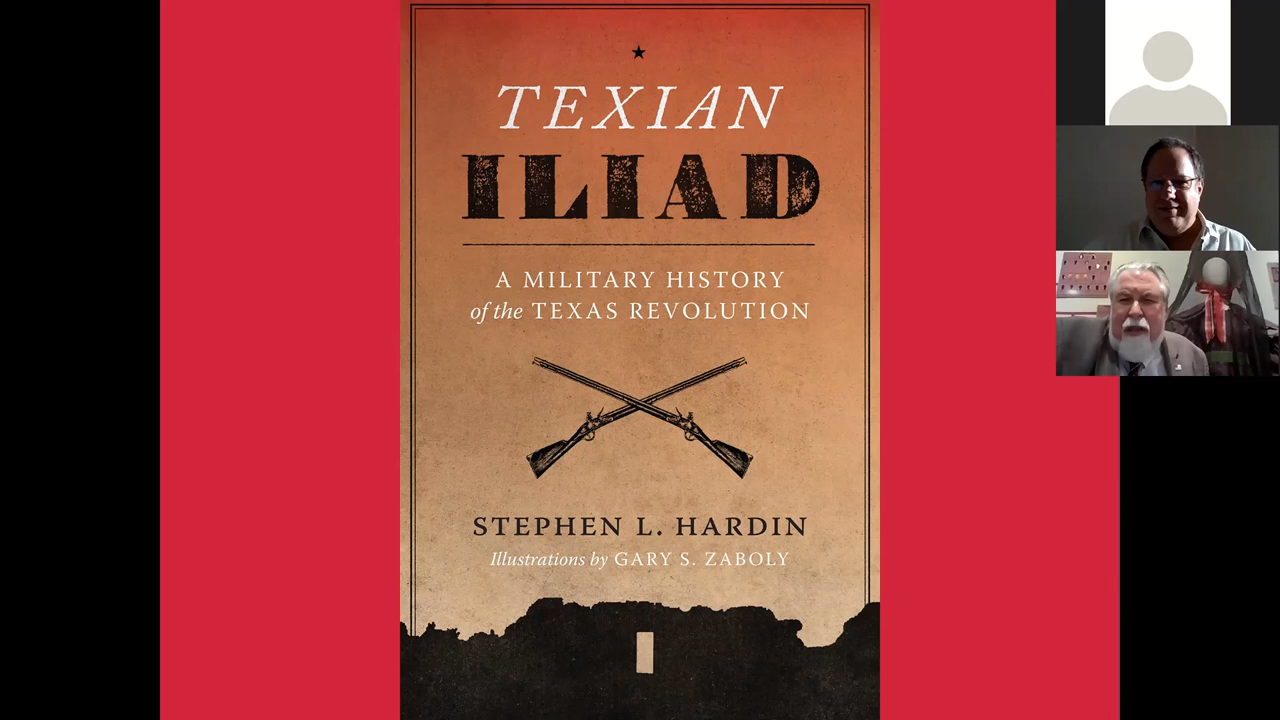 TEXIAN
ILIAD
A MILITARY HISTORY
of the TEXAS REVOLUTION
STEPHEN L. HARDIN
Illustrations by GARY S. ZABOLY